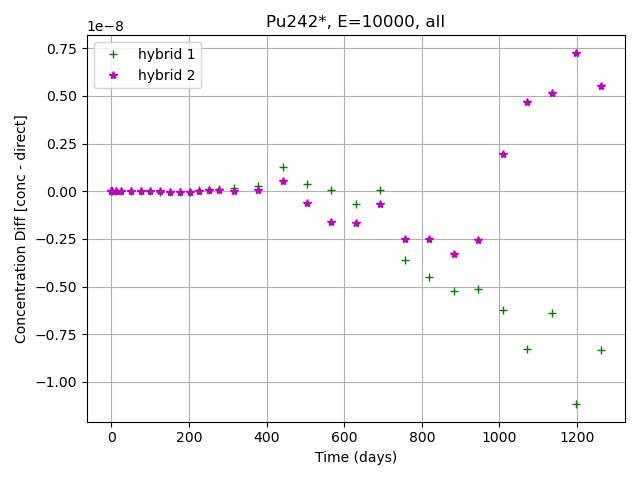 Pu242*, E=10000, all
1e−8
hybrid 1
hybrid 2
0.75
0.50
0.25
0.00
−0.25
−0.50
−0.75
−1.00
Concentration Diff [conc - direct]
0 200 400 600 800 1000 1200
Time (days)